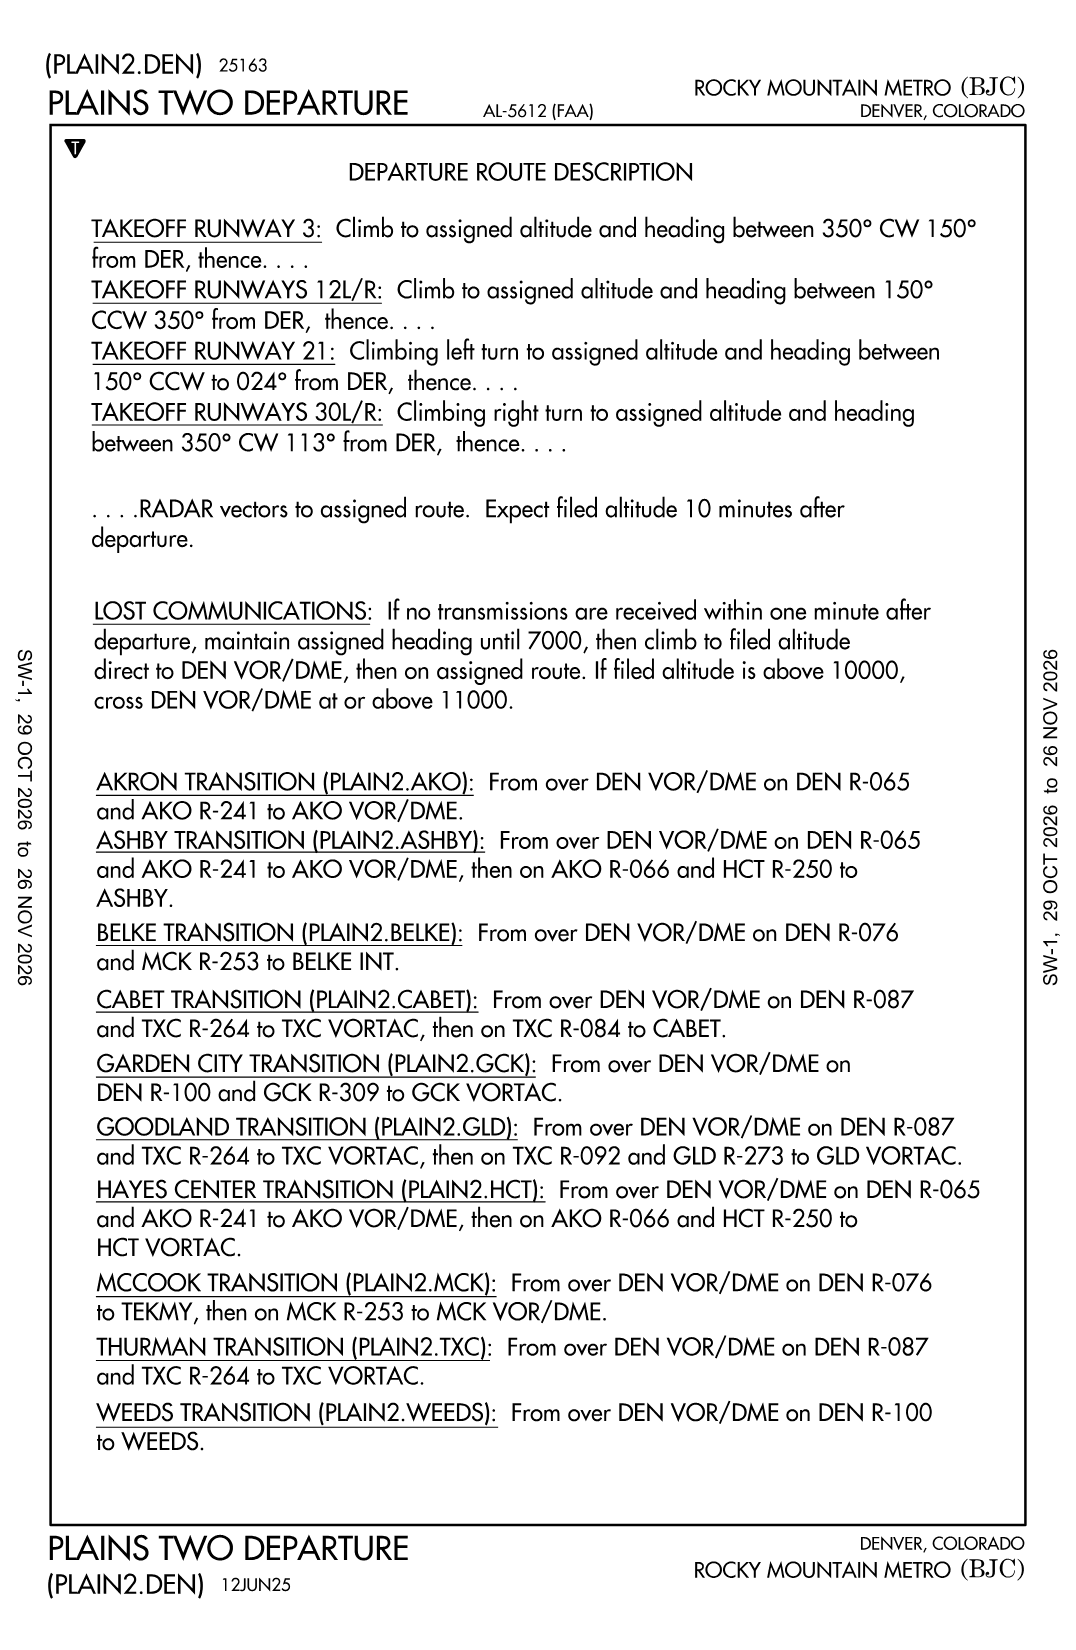 (PLAIN2.DEN) 25163
PLAINS TWO DEPARTURE
AL-5612 (FAA)
ROCKY MOUNTAIN METRO (BJC)
DENVER, COLORADO
T
DEPARTURE ROUTE DESCRIPTION
TAKEOFF RUNWAY 3: Climb to assigned altitude and heading between 350° CW 150°
from DER, thence. . . .
TAKEOFF RUNWAYS 12L/R: Climb to assigned altitude and heading between 150°
CCW 350° from DER, thence. . . .
TAKEOFF RUNWAY 21: Climbing left turn to assigned altitude and heading between
150° CCW to 024° from DER, thence. . . .
TAKEOFF RUNWAYS 30L/R: Climbing right turn to assigned altitude and heading
between 350° CW 113° from DER, thence. . . .
. . . .RADAR vectors to assigned route. Expect filed altitude 10 minutes after
departure.
LOST COMMUNICATIONS: If no transmissions are received within one minute after
departure, maintain assigned heading until 7000, then climb to filed altitude
direct to DEN VOR/DME, then on assigned route. If filed altitude is above 10000,
cross DEN VOR/DME at or above 11000.
AKRON TRANSITION (PLAIN2.AKO): From over DEN VOR/DME on DEN R-065
and AKO R-241 to AKO VOR/DME.
ASHBY TRANSITION (PLAIN2.ASHBY): From over DEN VOR/DME on DEN R-065
and AKO R-241 to AKO VOR/DME, then on AKO R-066 and HCT R-250 to
ASHBY.
BELKE TRANSITION (PLAIN2.BELKE): From over DEN VOR/DME on DEN R-076
and MCK R-253 to BELKE INT.
CABET TRANSITION (PLAIN2.CABET): From over DEN VOR/DME on DEN R-087
and TXC R-264 to TXC VORTAC, then on TXC R-084 to CABET.
GARDEN CITY TRANSITION (PLAIN2.GCK): From over DEN VOR/DME on
DEN R-100 and GCK R-309 to GCK VORTAC.
GOODLAND TRANSITION (PLAIN2.GLD): From over DEN VOR/DME on DEN R-087
and TXC R-264 to TXC VORTAC, then on TXC R-092 and GLD R-273 to GLD VORTAC.
HAYES CENTER TRANSITION (PLAIN2.HCT): From over DEN VOR/DME on DEN R-065
and AKO R-241 to AKO VOR/DME, then on AKO R-066 and HCT R-250 to
HCT VORTAC.
MCCOOK TRANSITION (PLAIN2.MCK): From over DEN VOR/DME on DEN R-076
to TEKMY, then on MCK R-253 to MCK VOR/DME.
THURMAN TRANSITION (PLAIN2.TXC): From over DEN VOR/DME on DEN R-087
and TXC R-264 to TXC VORTAC.
WEEDS TRANSITION (PLAIN2.WEEDS): From over DEN VOR/DME on DEN R-100
to WEEDS.
SW-1, 29 OCT 2026 to 26 NOV 2026
SW-1, 29 OCT 2026 to 26 NOV 2026
PLAINS TWO DEPARTURE
(PLAIN2.DEN) 12JUN25
DENVER, COLORADO
ROCKY MOUNTAIN METRO (BJC)